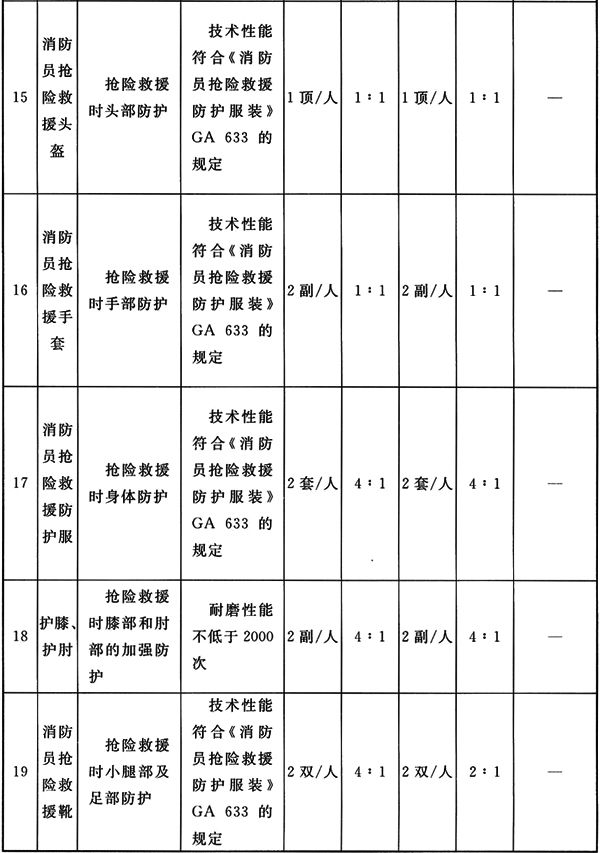 15
消防
员抢
险救
援头
盔
抢险救援
时头部防护
技术性能
符合《消防
员抢险救援
防护服装》
GA 633 的
规定
1顶/人
1:1
1顶/人
1:1
—
16
消防
员抢
险救
援手
套
抢险救援
时手部防护
技术性能
符合《消防
员抢险救援
防护服装》
GA 633 的
规定
2副/人
1:1
2副/人
1:1
—
17
消防
员抢
险救
援防
护服
抢险救援
时身体防护
技术性能
符合《消防
员抢险救援
防护服装》
GA 633 的
规定
2套/人
4:1
2套/人
4:1
—
18
护膝、
护肘
抢险救援
时膝部和肘
部的加强防
护
耐磨性能
不低于2000
次
2副/人
4:1
2副/人
4:1
—
19
消防
员抢
险救
援靴
抢险救援
时小腿部及
足部防护
技术性能
符合《消防
员抢险救援
防护服装》
GA 633 的
规定
2双/人
4:1
2双/人
2:1
—